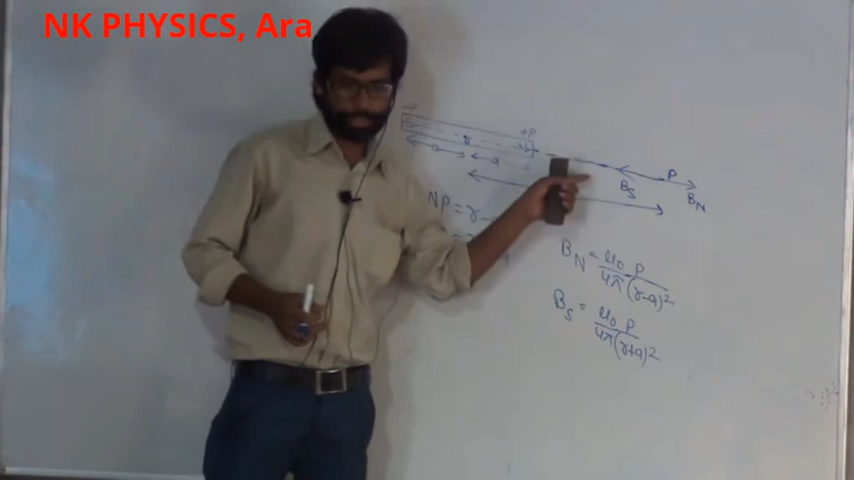 NK PHYSICS, Ara
-P +P
S N
a a
P
B_S
B_N
NP = r -
B_N = μ₀ P / 4π (r-a)²
B_S = μ₀ P / 4π (r+a)²